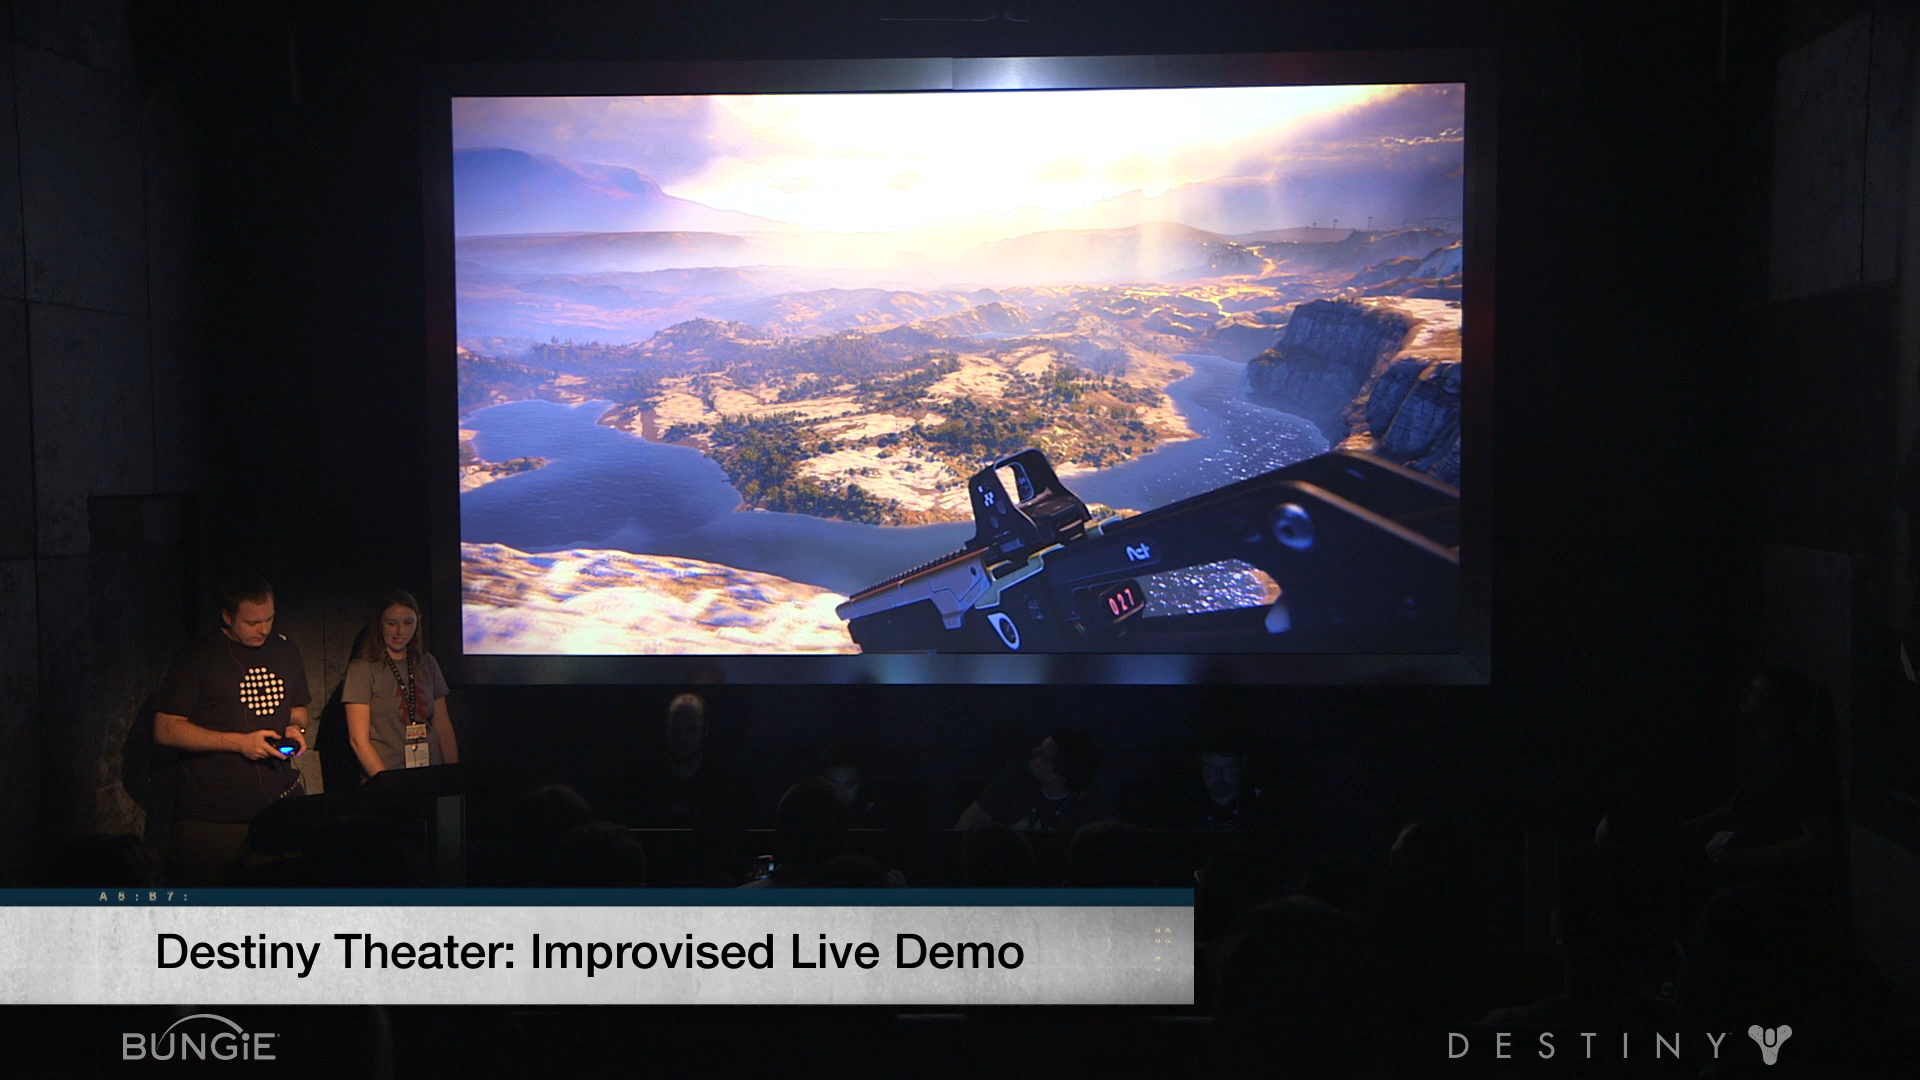 027
A5:B7:
Destiny Theater: Improvised Live Demo
BUNGiE
DESTINY